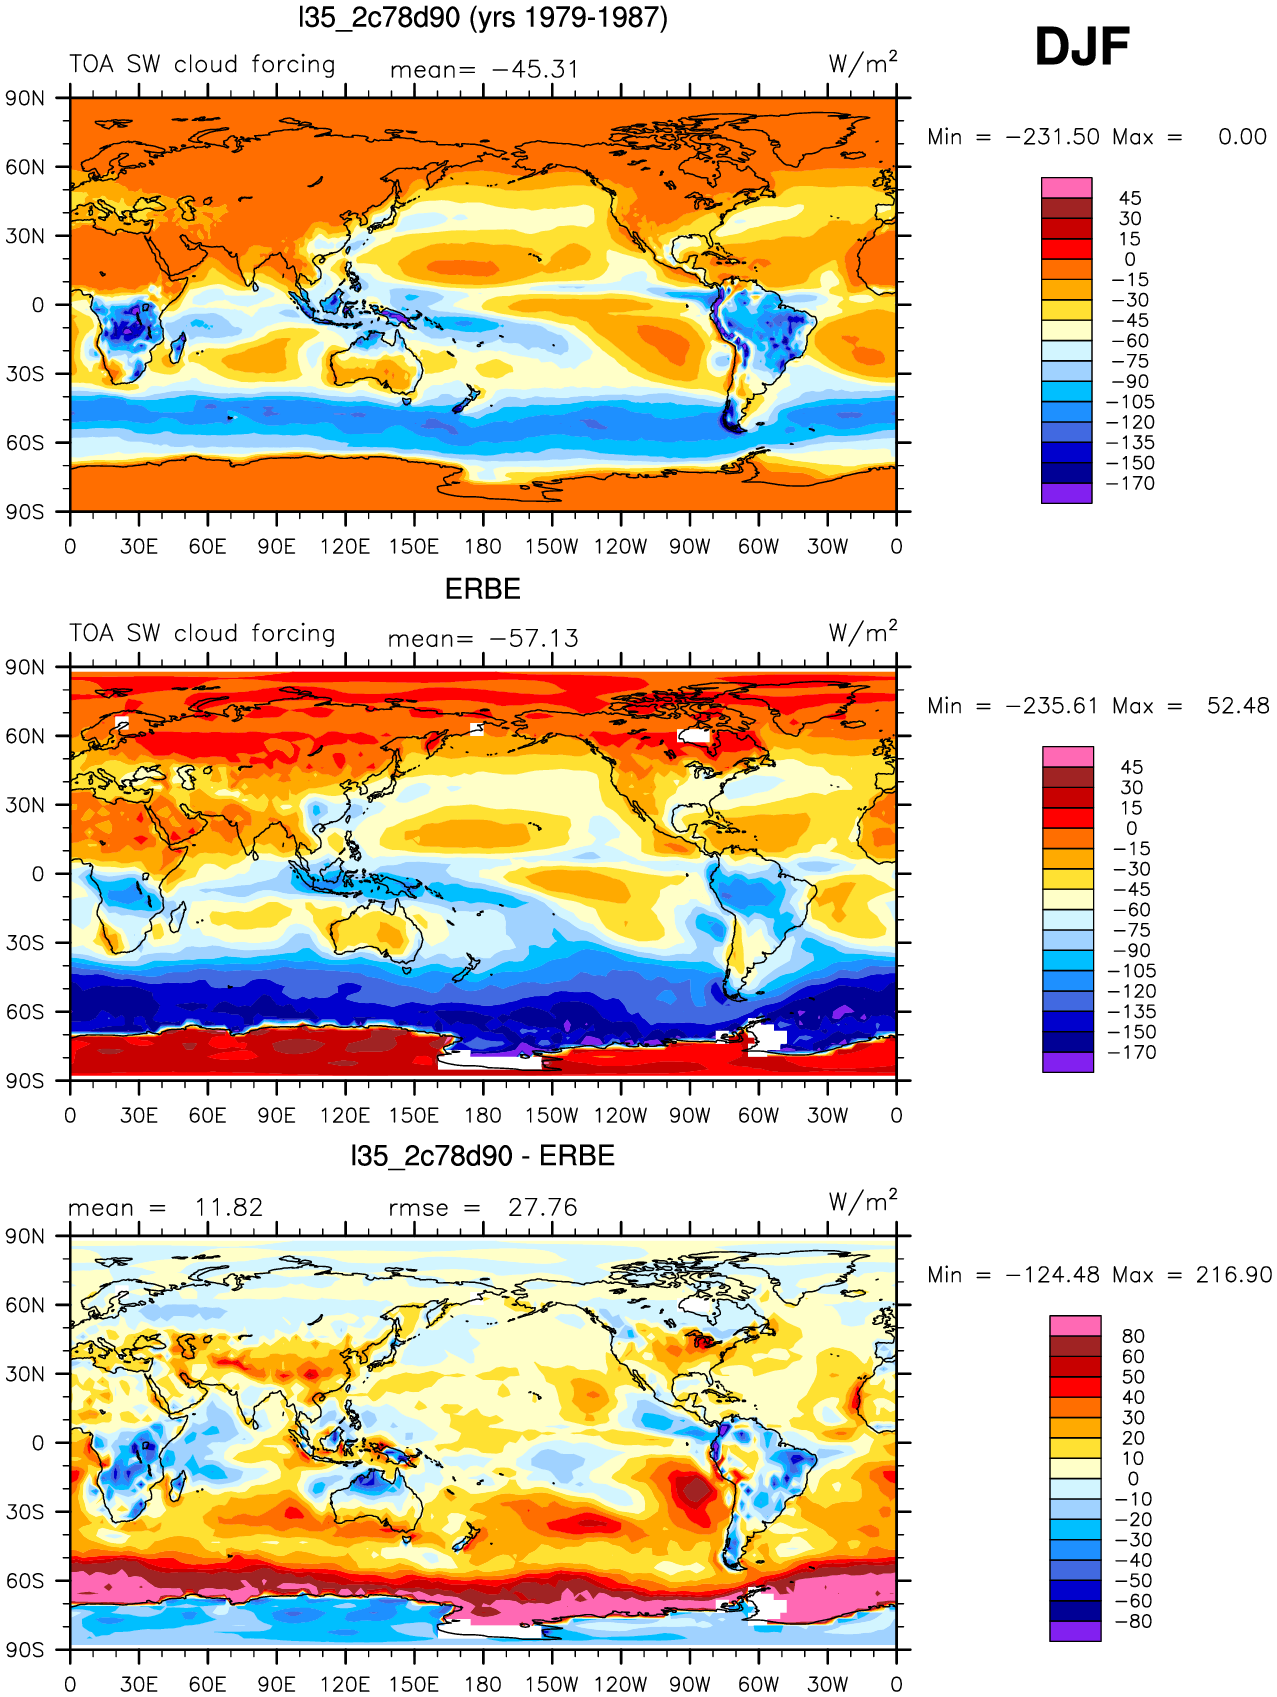 l35_2c78d90 (yrs 1979-1987)
DJF
TOA SW cloud forcing mean= −45.31 W/m²
Min = −231.50 Max = 0.00
90N
60N
30N
0
30S
60S
90S
0 30E 60E 90E 120E 150E 180 150W 120W 90W 60W 30W 0
45
30
15
0
−15
−30
−45
−60
−75
−90
−105
−120
−135
−150
−170
ERBE
TOA SW cloud forcing mean= −57.13 W/m²
Min = −235.61 Max = 52.48
90N
60N
30N
0
30S
60S
90S
0 30E 60E 90E 120E 150E 180 150W 120W 90W 60W 30W 0
45
30
15
0
−15
−30
−45
−60
−75
−90
−105
−120
−135
−150
−170
l35_2c78d90 - ERBE
mean = 11.82 rmse = 27.76 W/m²
Min = −124.48 Max = 216.90
90N
60N
30N
0
30S
60S
90S
0 30E 60E 90E 120E 150E 180 150W 120W 90W 60W 30W 0
80
60
50
40
30
20
10
0
−10
−20
−30
−40
−50
−60
−80